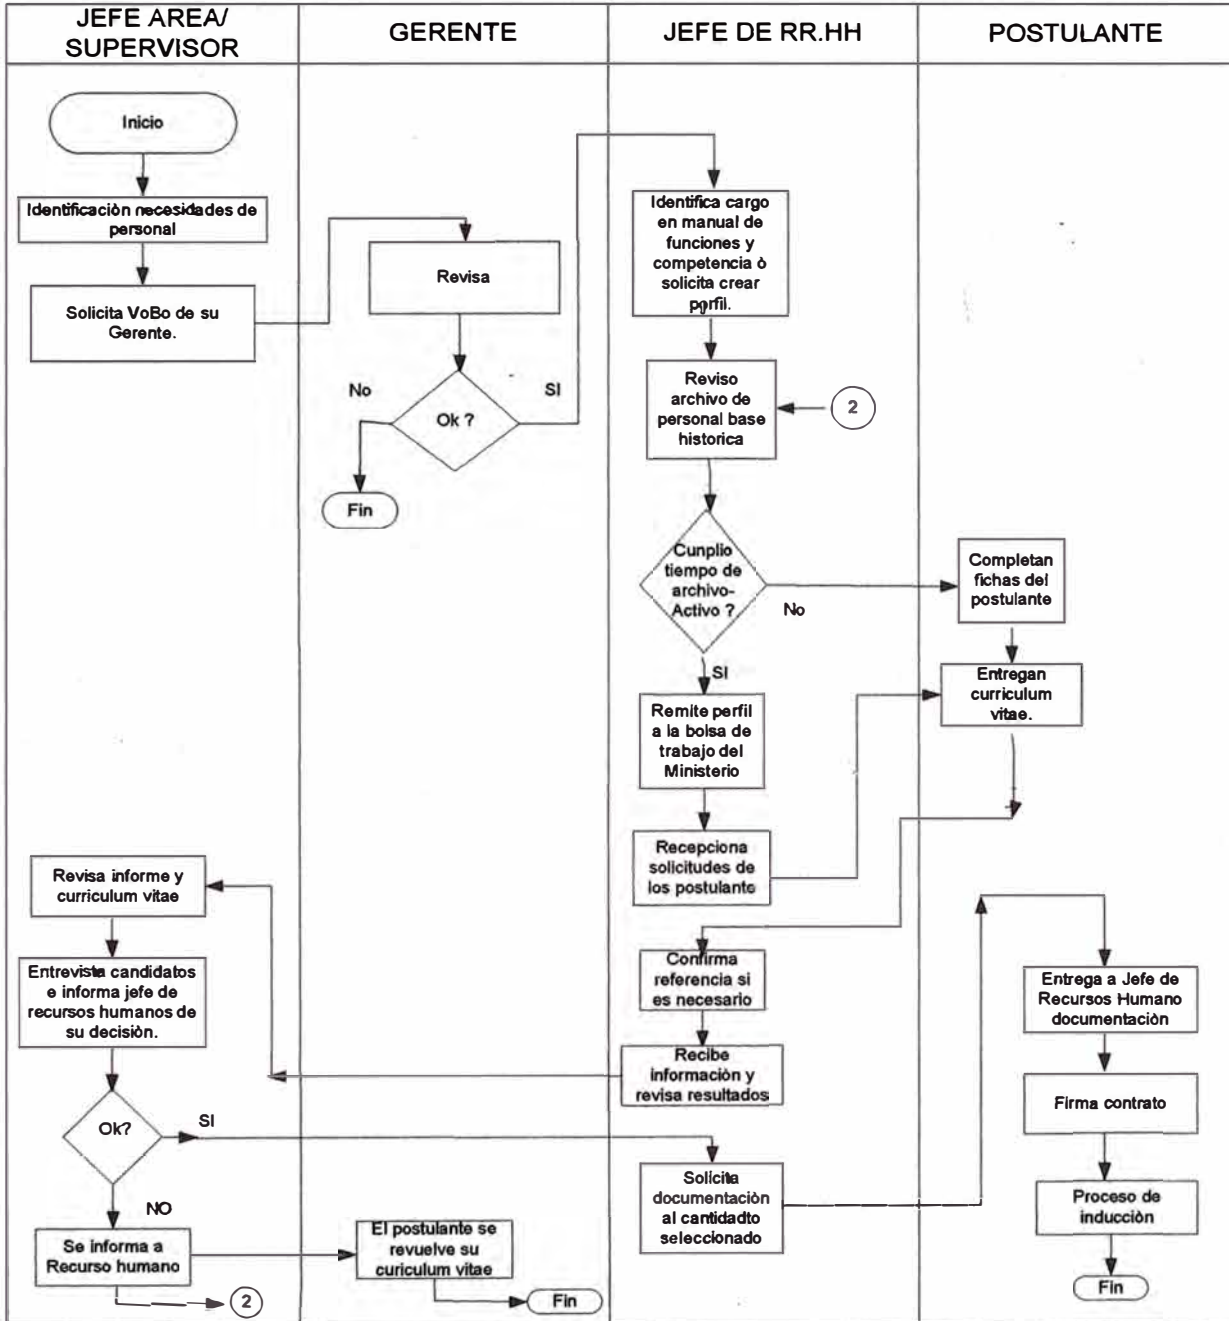 JEFE AREA/
SUPERVISOR
GERENTE
JEFE DE RR.HH
POSTULANTE
Inicio
Identificaciòn necesidades de
personal
Solicita VoBo de su
Gerente.
Revisa
No
SI
Ok ?
Fin
Identifica cargo
en manual de
funciones y
competencia ò
solicita crear
porfil.
Reviso
archivo de
personal base
historica
2
Cunplio
tiempo de
archivo-
Activo ?
No
SI
Completan
fichas del
postulante
Entregan
curriculum
vitae.
Remite perfil
a la bolsa de
trabajo del
Ministerio
Recepciona
solicitudes de
los postulante
Confirma
referencia si
es necesario
Recibe
informaciòn y
revisa resultados
Revisa informe y
curriculum vitae
Entrevista candidatos
e informa jefe de
recursos humanos de
su decisiòn.
Ok?
SI
NO
Se informa a
Recurso humano
2
El postulante se
revuelve su
curiculum vitae
Fin
Solicita
documentaciòn
al cantidadto
seleccionado
Entrega a Jefe de
Recursos Humano
documentaciòn
Firma contrato
Proceso de
inducciòn
Fin